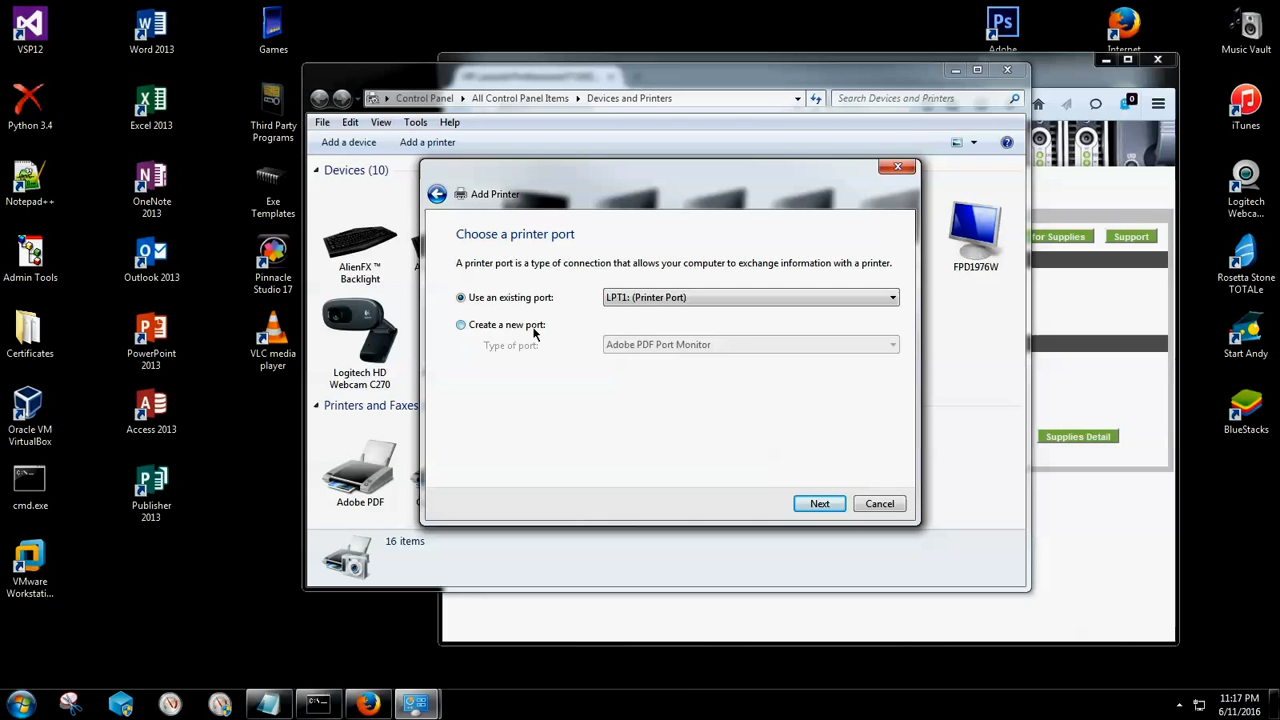 VSP12
Word 2013
Games
Adobe
Internet
Music Vault
Python 3.4
Excel 2013
Third Party
Programs
iTunes
Notepad++
OneNote
2013
Exe
Templates
Logitech
Webca...
Admin Tools
Outlook 2013
Pinnacle
Studio 17
Rosetta Stone
TOTALe
Certificates
PowerPoint
2013
VLC media
player
Start Andy
Oracle VM
VirtualBox
Access 2013
BlueStacks
cmd.exe
Publisher
2013
VMware
Workstati...
Control Panel
All Control Panel Items
Devices and Printers
Search Devices and Printers
0
File Edit View Tools Help
Add a device Add a printer
Devices (10)
AlienFX ™
Backlight
FPD1976W
Logitech HD
Webcam C270
Printers and Faxes
Adobe PDF
16 items
for Supplies
Support
Supplies Detail
Add Printer
Choose a printer port
A printer port is a type of connection that allows your computer to exchange information with a printer.
Use an existing port: LPT1: (Printer Port)
Create a new port:
Type of port: Adobe PDF Port Monitor
Next Cancel
C:\_
11:17 PM
6/11/2016